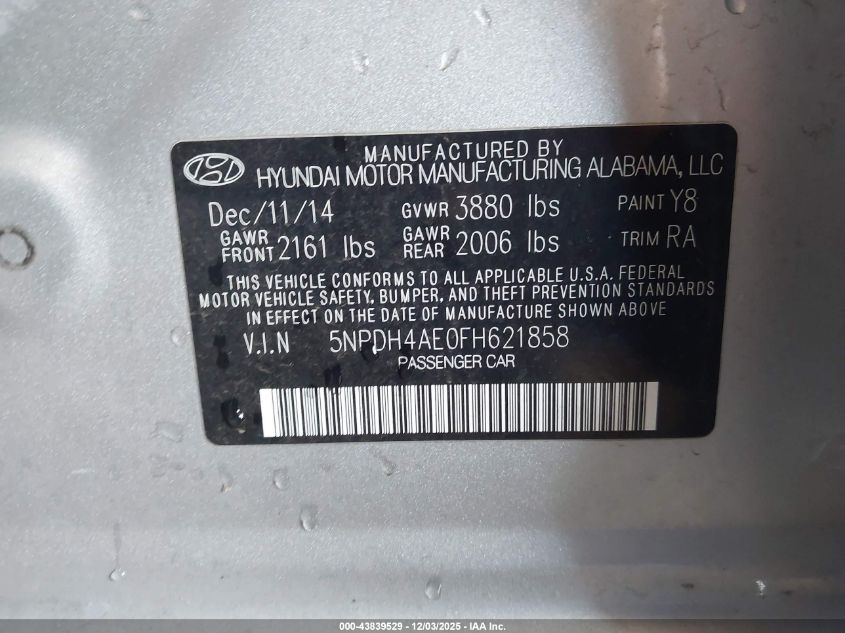 MANUFACTURED BY
HYUNDAI MOTOR MANUFACTURING ALABAMA, LLC
Dec/11/14 GVWR 3880 lbs PAINT Y8
GAWR FRONT 2161 lbs GAWR REAR 2006 lbs TRIM RA
THIS VEHICLE CONFORMS TO ALL APPLICABLE U.S.A. FEDERAL
MOTOR VEHICLE SAFETY, BUMPER, AND THEFT PREVENTION STANDARDS
IN EFFECT ON THE DATE OF MANUFACTURE SHOWN ABOVE
V.I.N 5NPDH4AE0FH621858
PASSENGER CAR
000-43839529 - 12/03/2025 - IAA Inc.